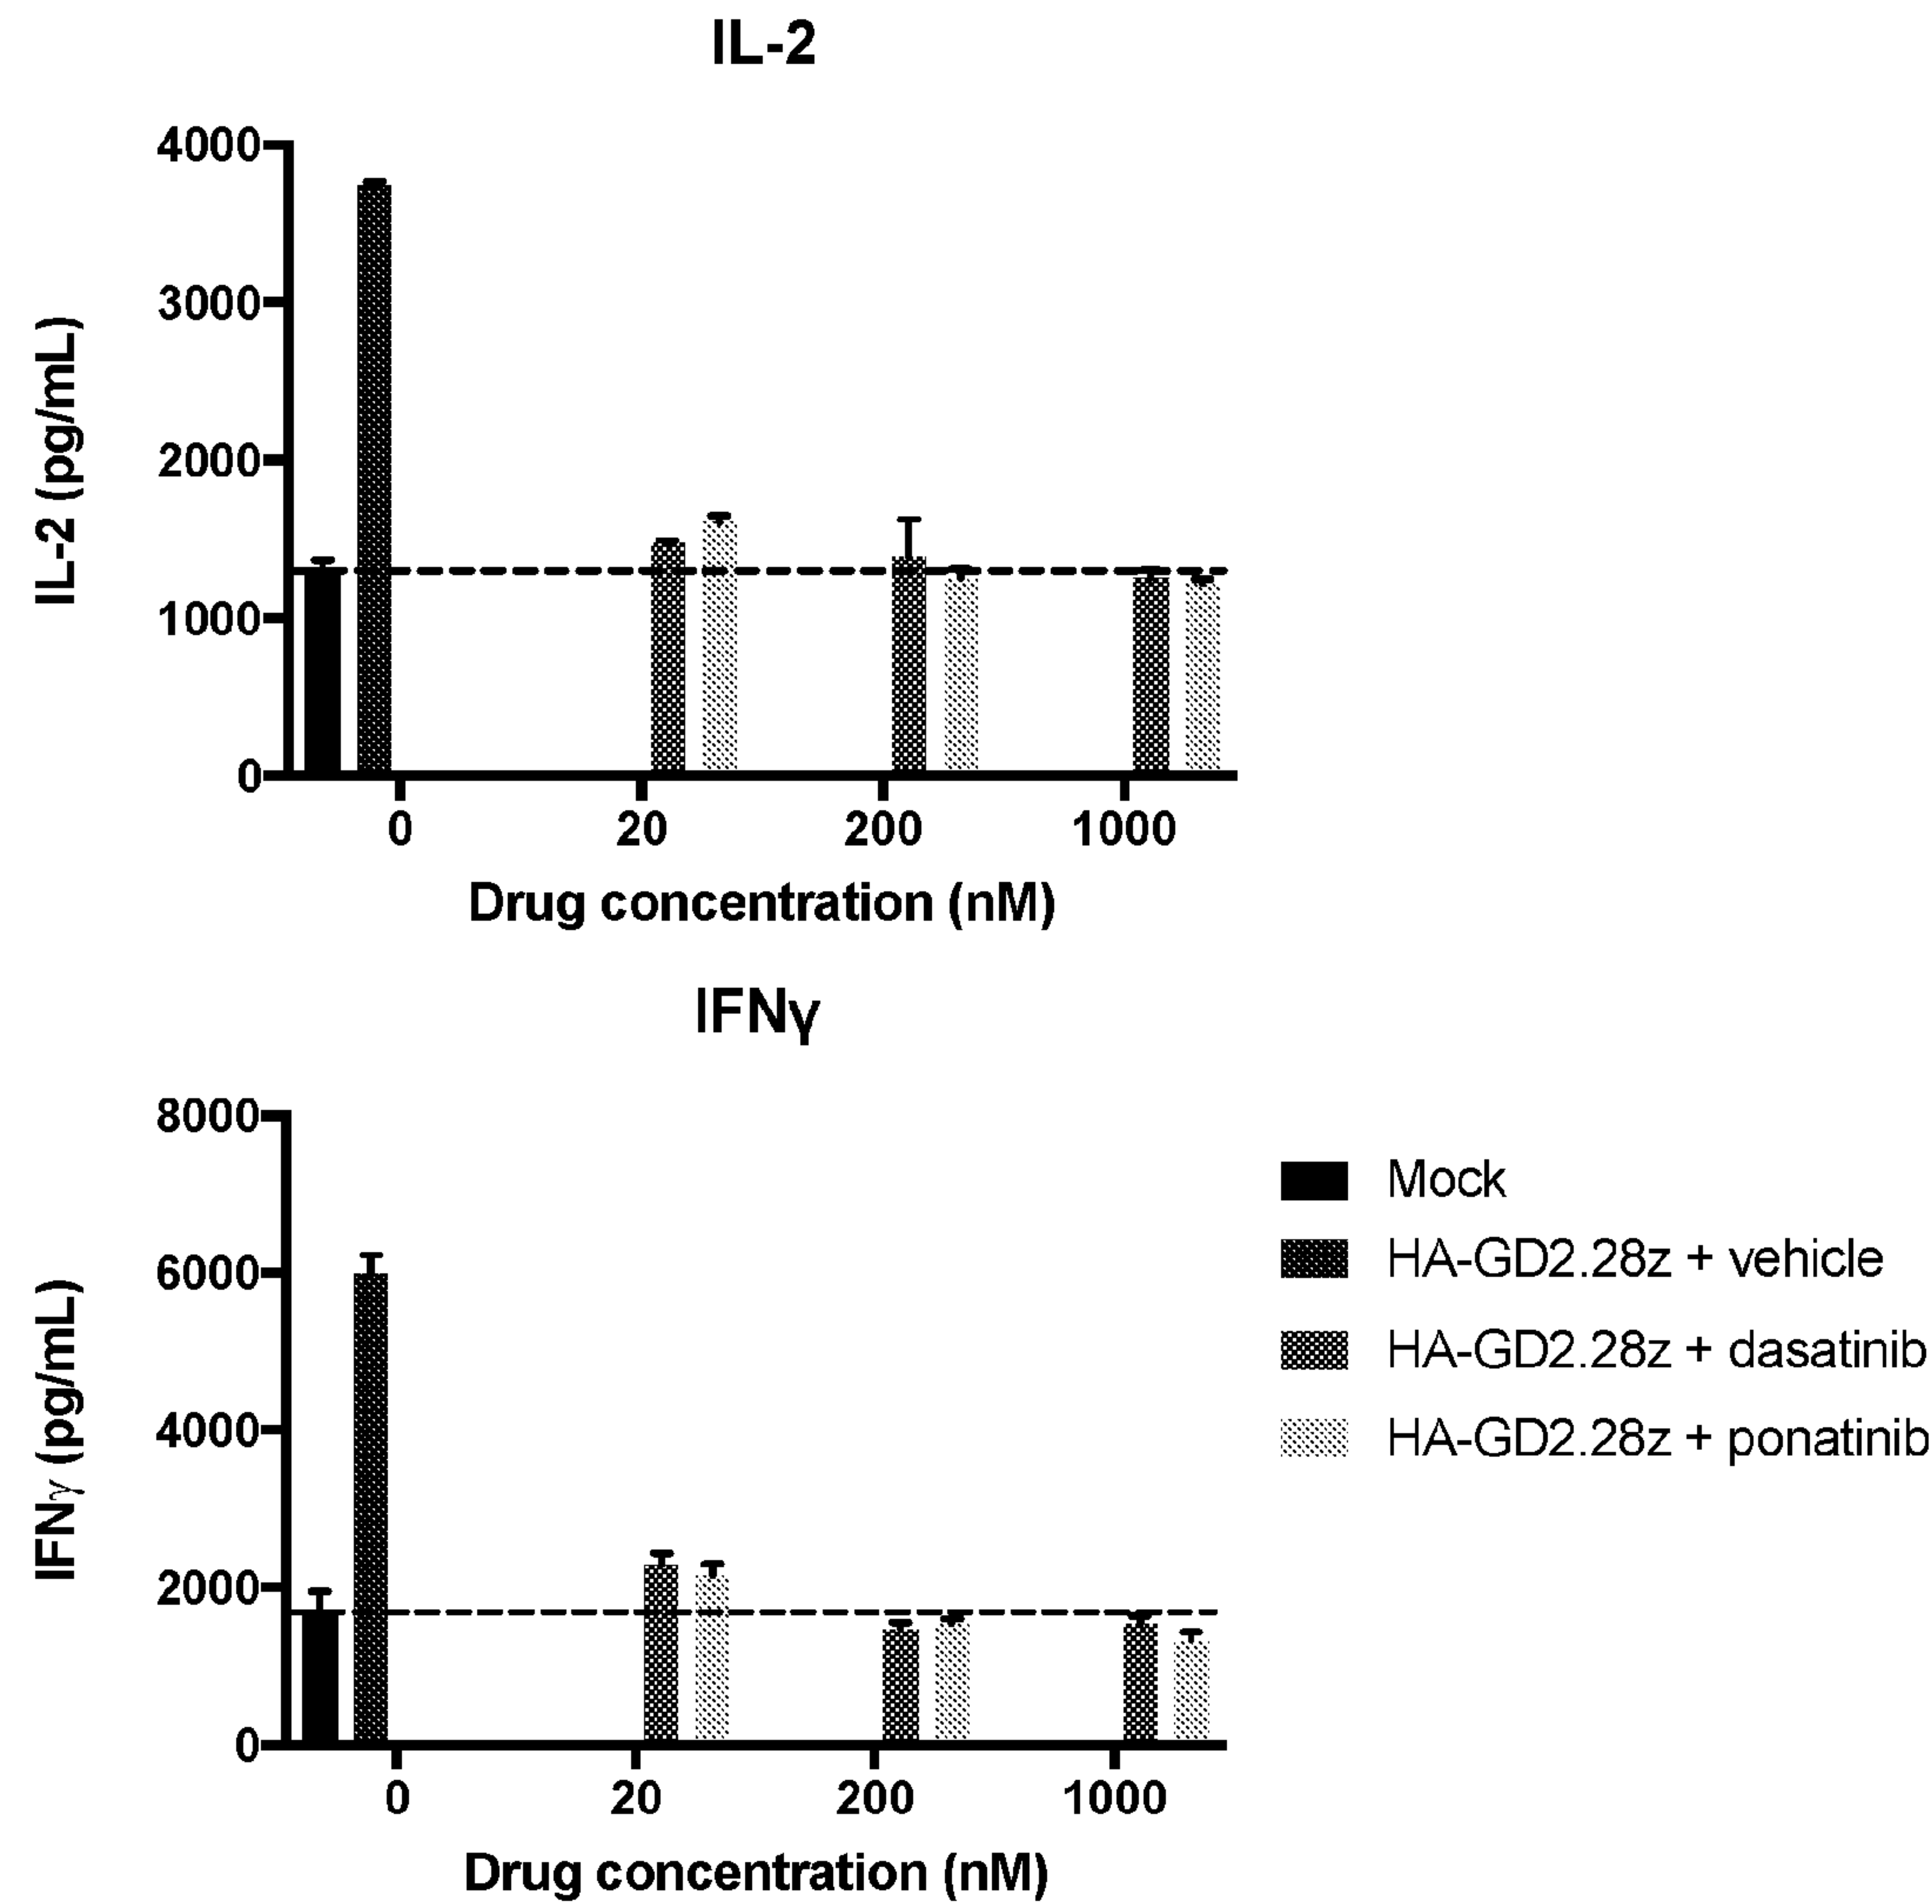 IL-2
IL-2 (pg/mL)
4000
3000
2000
1000
0
0 20 200 1000
Drug concentration (nM)
IFNγ
IFNγ (pg/mL)
8000
6000
4000
2000
0
0 20 200 1000
Drug concentration (nM)
Mock
HA-GD2.28z + vehicle
HA-GD2.28z + dasatinib
HA-GD2.28z + ponatinib